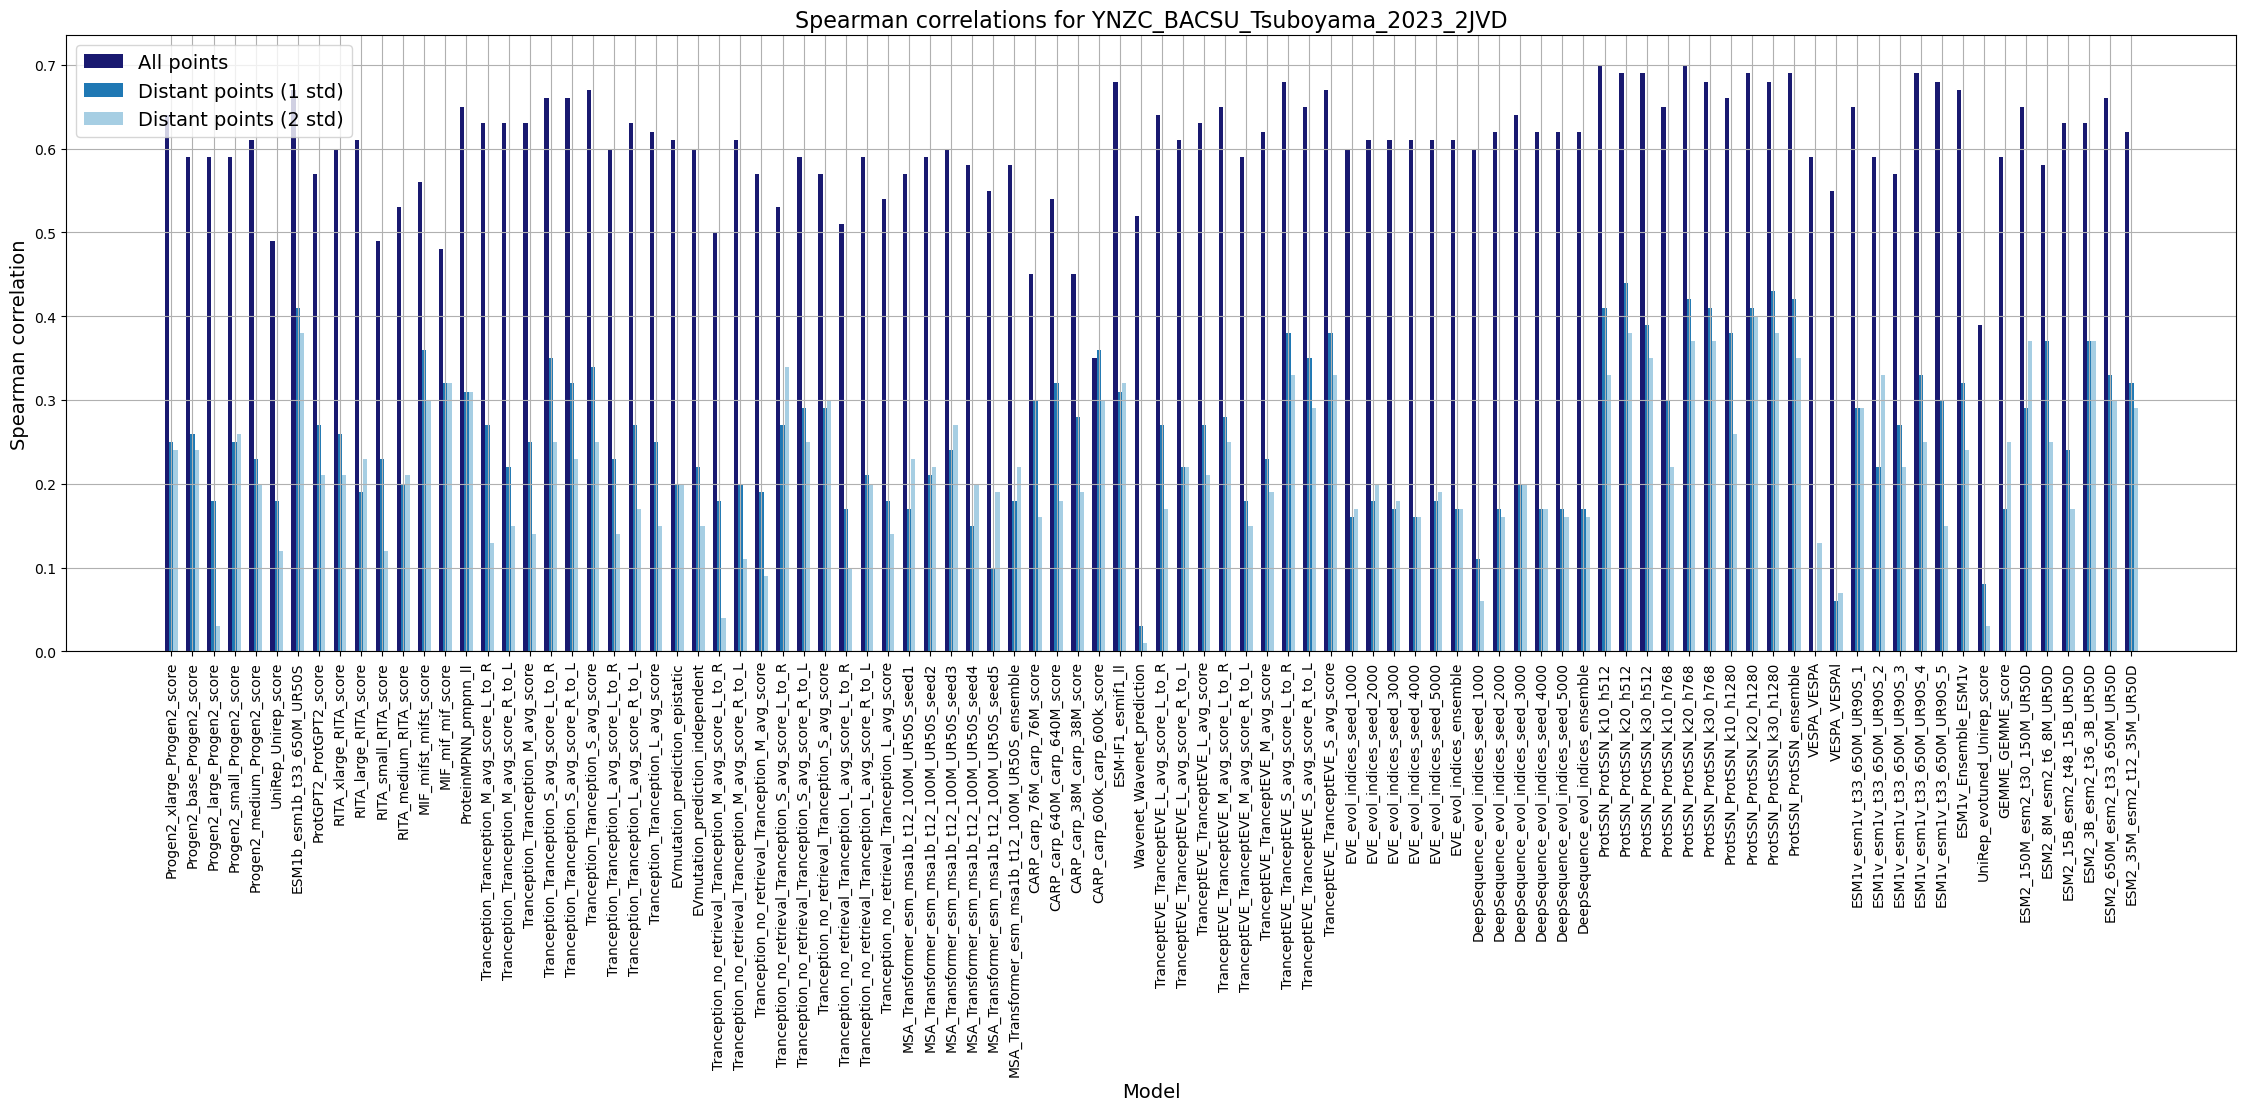 Spearman correlations for YNZC_BACSU_Tsuboyama_2023_2JVD
All points
Distant points (1 std)
Distant points (2 std)
Spearman correlation
0.7
0.6
0.5
0.4
0.3
0.2
0.1
0.0
Progen2_xlarge_Progen2_score
Progen2_base_Progen2_score
Progen2_large_Progen2_score
Progen2_small_Progen2_score
Progen2_medium_Progen2_score
UniRep_Unirep_score
ESM1b_esm1b_t33_650M_UR50S
ProtGPT2_ProtGPT2_score
RITA_xlarge_RITA_score
RITA_large_RITA_score
RITA_small_RITA_score
RITA_medium_RITA_score
MIF_mifst_mifst_score
MIF_mif_mif_score
ProteinMPNN_pmpnn_ll
Tranception_Tranception_M_avg_score_L_to_R
Tranception_Tranception_M_avg_score_R_to_L
Tranception_Tranception_M_avg_score
Tranception_Tranception_S_avg_score_L_to_R
Tranception_Tranception_S_avg_score_R_to_L
Tranception_Tranception_S_avg_score
Tranception_Tranception_L_avg_score_L_to_R
Tranception_Tranception_L_avg_score_R_to_L
Tranception_Tranception_L_avg_score
EVmutation_prediction_epistatic
EVmutation_prediction_independent
Tranception_no_retrieval_Tranception_M_avg_score_L_to_R
Tranception_no_retrieval_Tranception_M_avg_score_R_to_L
Tranception_no_retrieval_Tranception_M_avg_score
Tranception_no_retrieval_Tranception_S_avg_score_L_to_R
Tranception_no_retrieval_Tranception_S_avg_score_R_to_L
Tranception_no_retrieval_Tranception_S_avg_score
Tranception_no_retrieval_Tranception_L_avg_score_L_to_R
Tranception_no_retrieval_Tranception_L_avg_score_R_to_L
Tranception_no_retrieval_Tranception_L_avg_score
MSA_Transformer_esm_msa1b_t12_100M_UR50S_seed1
MSA_Transformer_esm_msa1b_t12_100M_UR50S_seed2
MSA_Transformer_esm_msa1b_t12_100M_UR50S_seed3
MSA_Transformer_esm_msa1b_t12_100M_UR50S_seed4
MSA_Transformer_esm_msa1b_t12_100M_UR50S_seed5
MSA_Transformer_esm_msa1b_t12_100M_UR50S_ensemble
CARP_carp_76M_carp_76M_score
CARP_carp_640M_carp_640M_score
CARP_carp_38M_carp_38M_score
CARP_carp_600k_carp_600k_score
ESM-IF1_esmif1_ll
Wavenet_Wavenet_prediction
TranceptEVE_TranceptEVE_L_avg_score_L_to_R
TranceptEVE_TranceptEVE_L_avg_score_R_to_L
TranceptEVE_TranceptEVE_L_avg_score
TranceptEVE_TranceptEVE_M_avg_score_L_to_R
TranceptEVE_TranceptEVE_M_avg_score_R_to_L
TranceptEVE_TranceptEVE_M_avg_score
TranceptEVE_TranceptEVE_S_avg_score_L_to_R
TranceptEVE_TranceptEVE_S_avg_score_R_to_L
TranceptEVE_TranceptEVE_S_avg_score
EVE_evol_indices_seed_1000
EVE_evol_indices_seed_2000
EVE_evol_indices_seed_3000
EVE_evol_indices_seed_4000
EVE_evol_indices_seed_5000
EVE_evol_indices_ensemble
DeepSequence_evol_indices_seed_1000
DeepSequence_evol_indices_seed_2000
DeepSequence_evol_indices_seed_3000
DeepSequence_evol_indices_seed_4000
DeepSequence_evol_indices_seed_5000
DeepSequence_evol_indices_ensemble
ProtSSN_ProtSSN_k10_h512
ProtSSN_ProtSSN_k20_h512
ProtSSN_ProtSSN_k30_h512
ProtSSN_ProtSSN_k10_h768
ProtSSN_ProtSSN_k20_h768
ProtSSN_ProtSSN_k30_h768
ProtSSN_ProtSSN_k10_h1280
ProtSSN_ProtSSN_k20_h1280
ProtSSN_ProtSSN_k30_h1280
ProtSSN_ProtSSN_ensemble
VESPA_VESPA
VESPA_VESPAl
ESM1v_esm1v_t33_650M_UR90S_1
ESM1v_esm1v_t33_650M_UR90S_2
ESM1v_esm1v_t33_650M_UR90S_3
ESM1v_esm1v_t33_650M_UR90S_4
ESM1v_esm1v_t33_650M_UR90S_5
ESM1v_Ensemble_ESM1v
UniRep_evotuned_Unirep_score
GEMME_GEMME_score
ESM2_150M_esm2_t30_150M_UR50D
ESM2_8M_esm2_t6_8M_UR50D
ESM2_15B_esm2_t48_15B_UR50D
ESM2_3B_esm2_t36_3B_UR50D
ESM2_650M_esm2_t33_650M_UR50D
ESM2_35M_esm2_t12_35M_UR50D
Model